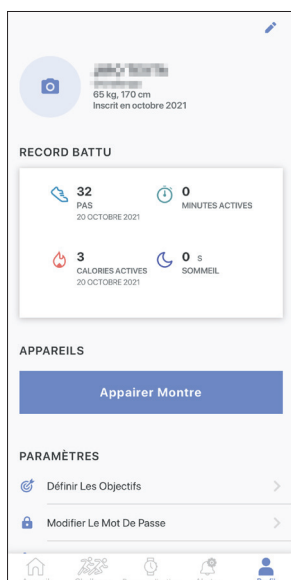 65 kg, 170 cm
Inscrit en octobre 2021
RECORD BATTU
32
PAS
20 OCTOBRE 2021
0
MINUTES ACTIVES
3
CALORIES ACTIVES
20 OCTOBRE 2021
0 s
SOMMEIL
APPAREILS
Appairer Montre
PARAMÈTRES
Définir Les Objectifs
Modifier Le Mot De Passe